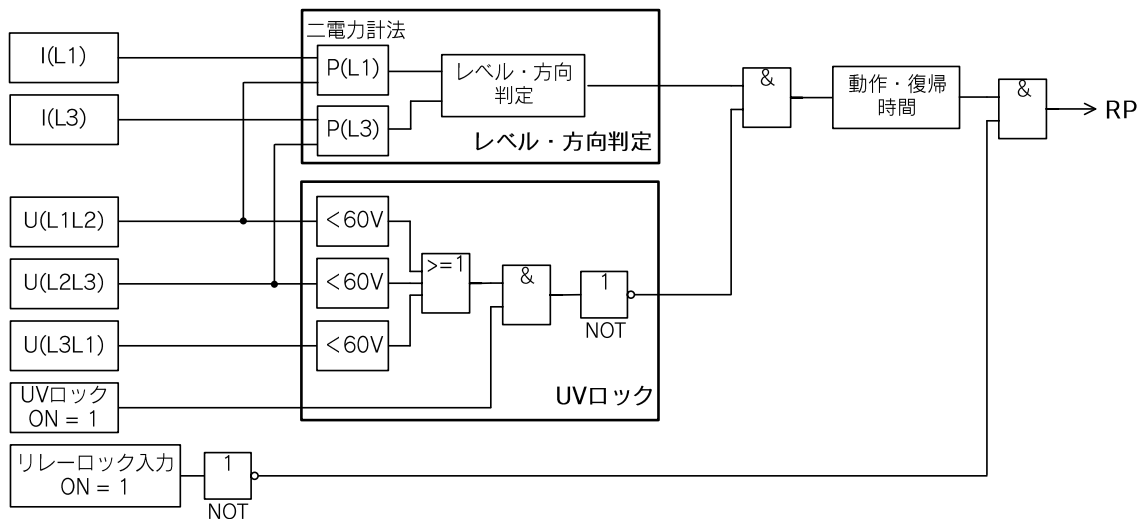 二電力計法
I(L1)
P(L1)
レベル・方向
判定
&
動作・復帰
時間
&
RP
I(L3)
P(L3)
レベル・方向判定
U(L1L2)
<60V
U(L2L3)
<60V
>=1
&
1
NOT
U(L3L1)
<60V
UVロック
ON = 1
UVロック
リレーロック入力
ON = 1
1
NOT